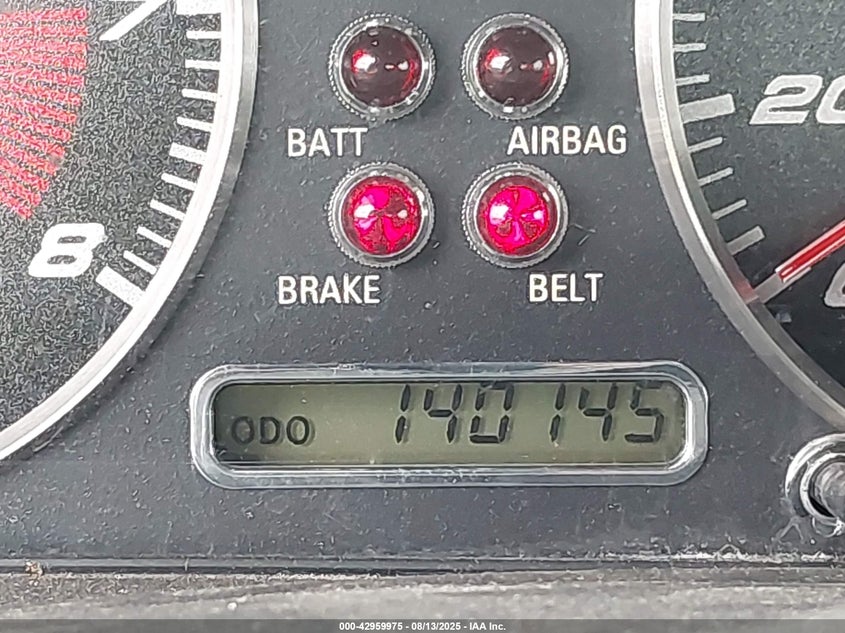 7
8
BATT
AIRBAG
20
BRAKE
BELT
ODO 140145
000-42959975 - 08/13/2025 - IAA Inc.